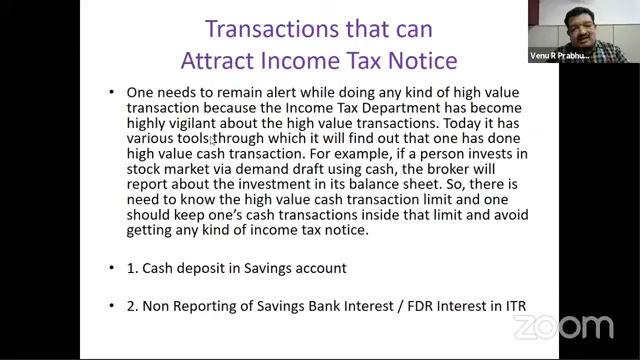 Transactions that can
Attract Income Tax Notice
Venu R Prabhu...
• One needs to remain alert while doing any kind of high value
transaction because the Income Tax Department has become
highly vigilant about the high value transactions. Today it has
various tools through which it will find out that one has done
high value cash transaction. For example, if a person invests in
stock market via demand draft using cash, the broker will
report about the investment in its balance sheet. So, there is
need to know the high value cash transaction limit and one
should keep one's cash transactions inside that limit and avoid
getting any kind of income tax notice.
• 1. Cash deposit in Savings account
• 2. Non Reporting of Savings Bank Interest / FDR Interest in ITR
zoom